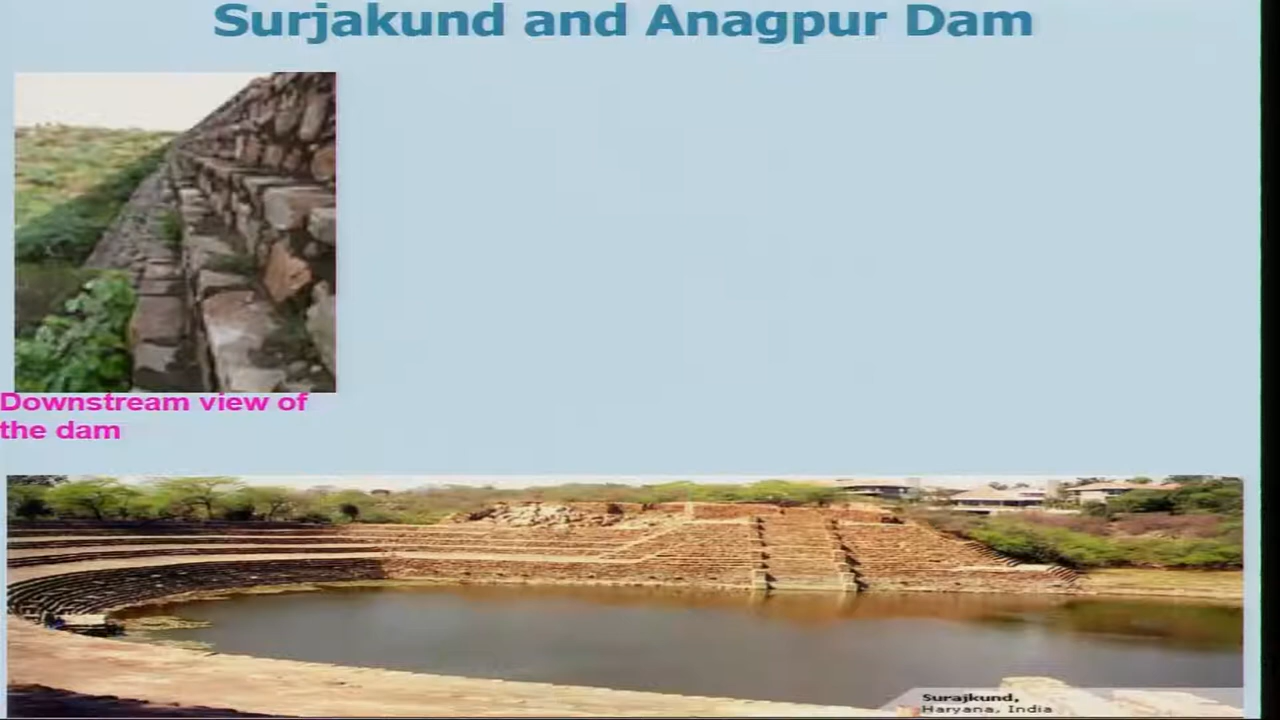 Surjakund and Anagpur Dam
Downstream view of
the dam
Surajkund,
Haryana, India